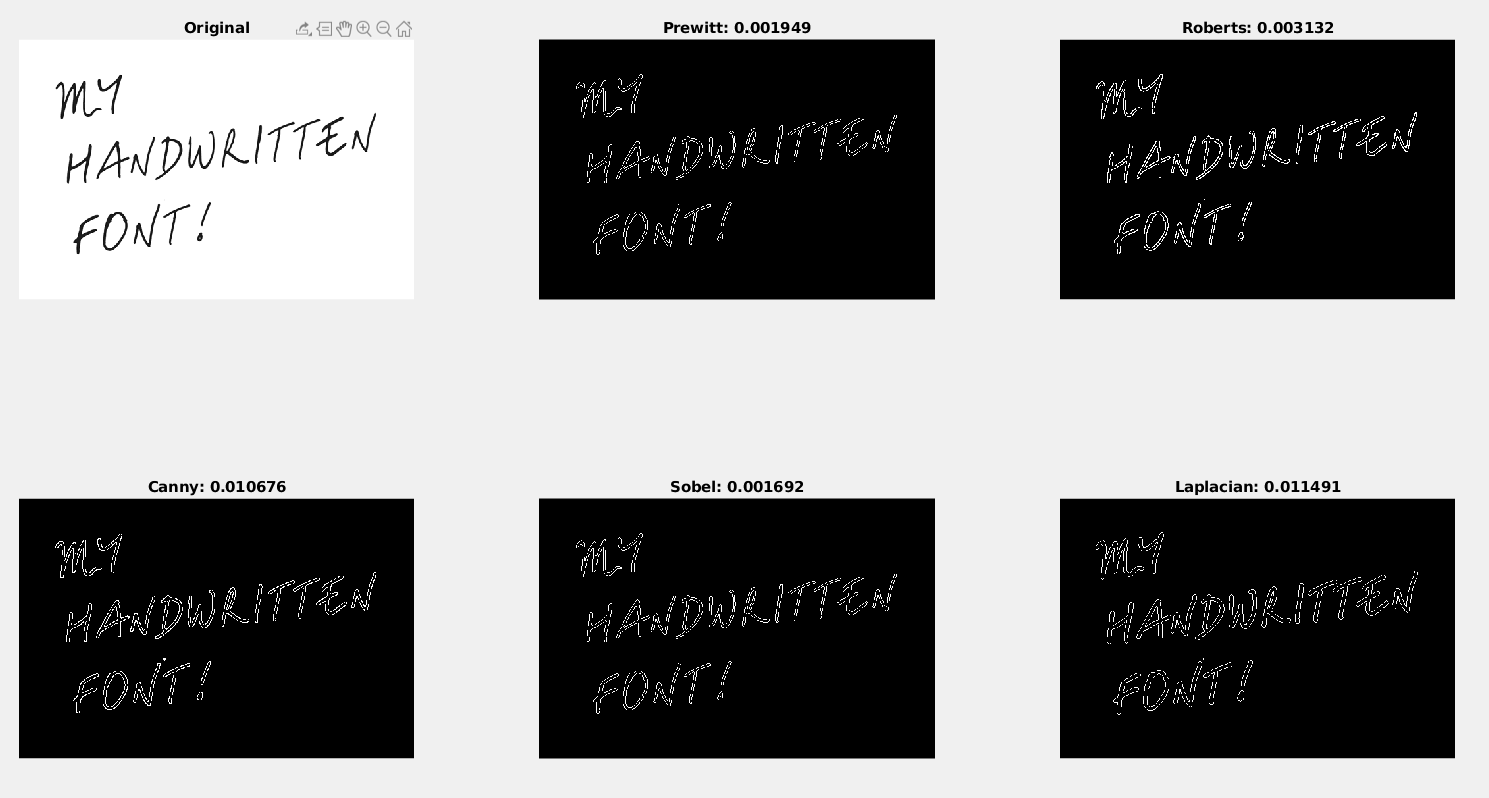 Original
MY
HANDWRITTEN
FONT!
Prewitt: 0.001949
MY
HANDWRITTEN
FONT!
Roberts: 0.003132
MY
HANDWRITTEN
FONT!
Canny: 0.010676
MY
HANDWRITTEN
FONT!
Sobel: 0.001692
MY
HANDWRITTEN
FONT!
Laplacian: 0.011491
MY
HANDWRITTEN
FONT!